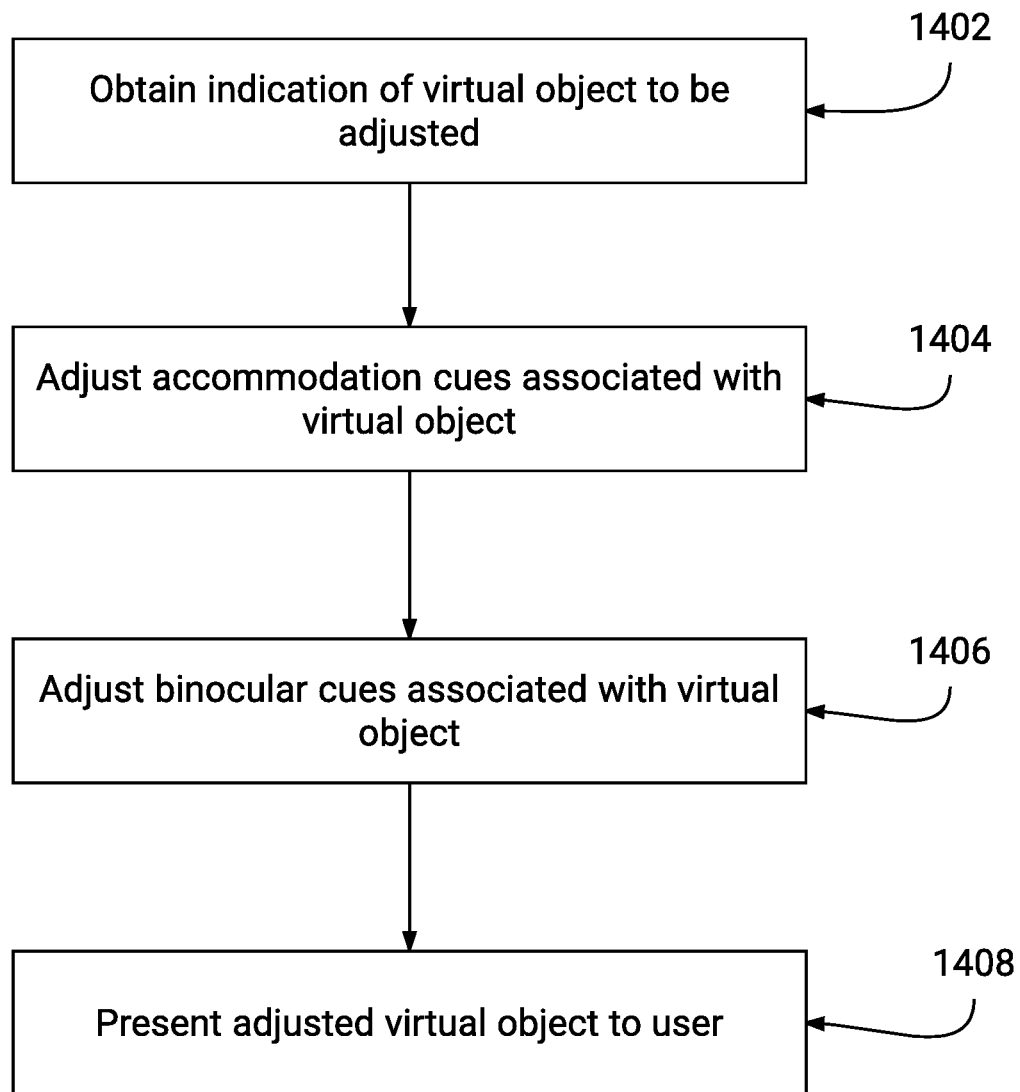 1402
Obtain indication of virtual object to be
adjusted
1404
Adjust accommodation cues associated with
virtual object
1406
Adjust binocular cues associated with virtual
object
1408
Present adjusted virtual object to user